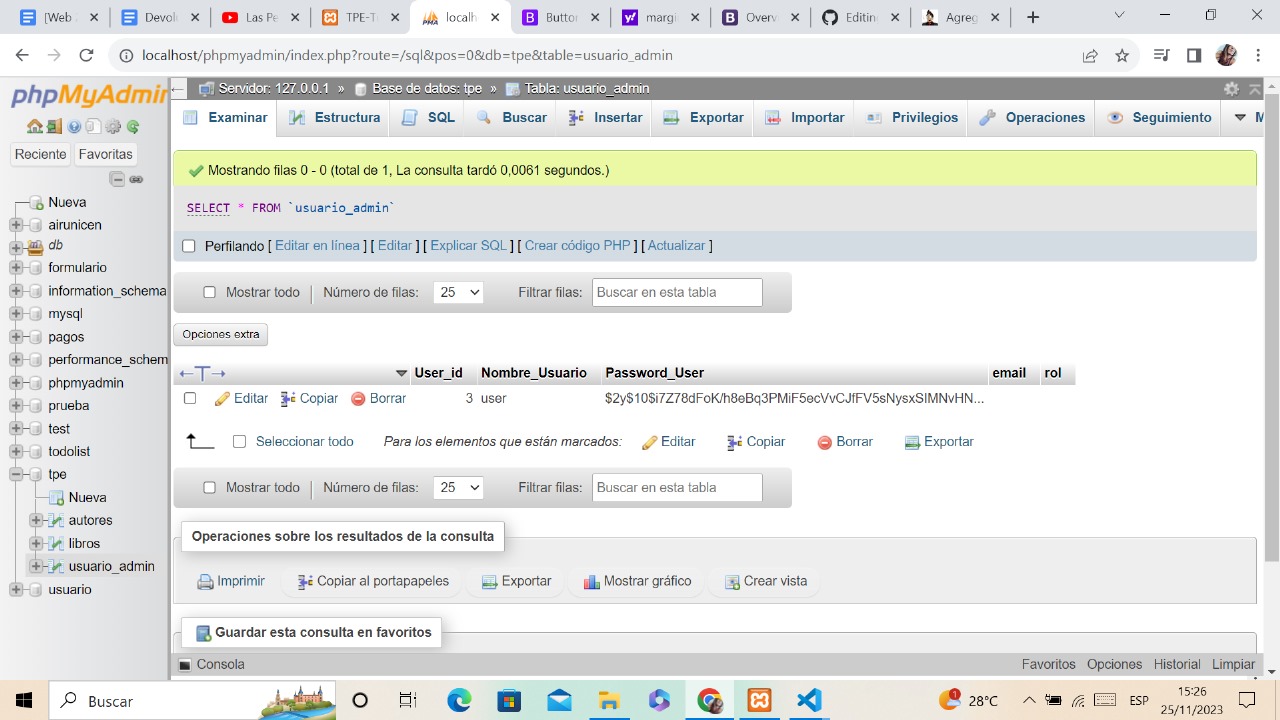 [Web
Devol
Las Pe
TPE-T
localh
Button
margi
Overv
Editin
Agreg
localhost/phpmyadmin/index.php?route=/sql&pos=0&db=tpe&table=usuario_admin
phpMyAdmin
Reciente Favoritas
Nueva
airunicen
db
formulario
information_schema
mysql
pagos
performance_schem
phpmyadmin
prueba
test
todolist
tpe
Nueva
autores
libros
usuario_admin
usuario
Servidor: 127.0.0.1 » Base de datos: tpe » Tabla: usuario_admin
Examinar Estructura SQL Buscar Insertar Exportar Importar Privilegios Operaciones Seguimiento M
Mostrando filas 0 - 0 (total de 1, La consulta tardó 0,0061 segundos.)
SELECT * FROM `usuario_admin`
Perfilando [ Editar en línea ] [ Editar ] [ Explicar SQL ] [ Crear código PHP ] [ Actualizar ]
Mostrar todo | Número de filas: 25 Filtrar filas: Buscar en esta tabla
Opciones extra
←T→ User_id Nombre_Usuario Password_User email rol
Editar Copiar Borrar 3 user $2y$10$i7Z78dFoK/h8eBq3PMiF5ecVvCJfFV5sNysxSIMNvHN...
Seleccionar todo Para los elementos que están marcados: Editar Copiar Borrar Exportar
Mostrar todo | Número de filas: 25 Filtrar filas: Buscar en esta tabla
Operaciones sobre los resultados de la consulta
Imprimir Copiar al portapapeles Exportar Mostrar gráfico Crear vista
Guardar esta consulta en favoritos
Consola Favoritos Opciones Historial Limpiar
Buscar 1 28°C ESP 15:26
25/11/2023